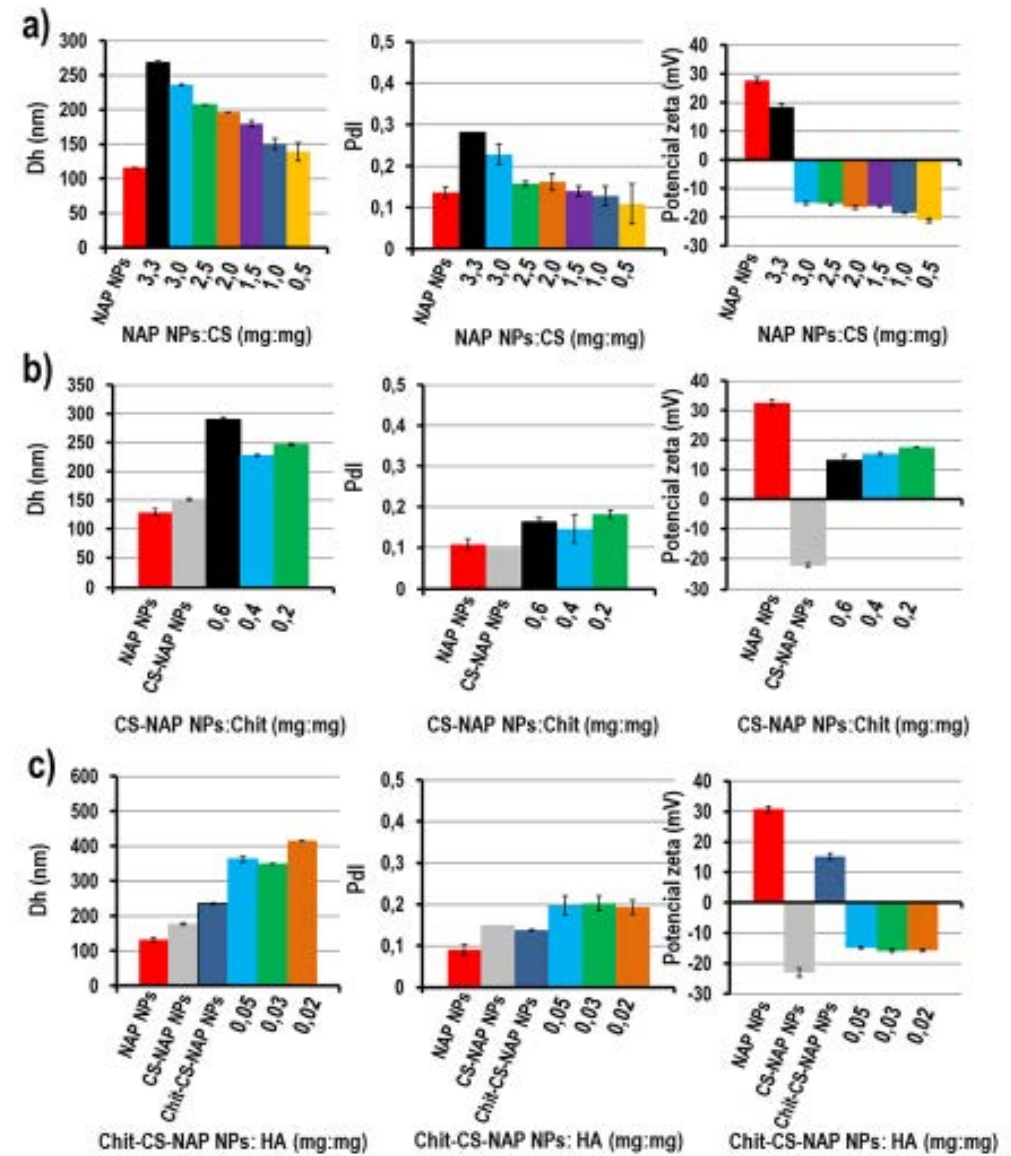 a)
Dh (nm)
300
250
200
150
100
50
0
NAP NPs
3,3
3,0
2,5
2,0
1,5
1,0
0,5
NAP NPs:CS (mg:mg)
PdI
0,5
0,4
0,3
0,2
0,1
0
NAP NPs
3,3
3,0
2,5
2,0
1,5
1,0
0,5
NAP NPs:CS (mg:mg)
Potencial zeta (mV)
40
30
20
10
0
-10
-20
-30
NAP NPs
3,3
3,0
2,5
2,0
1,5
1,0
0,5
NAP NPs:CS (mg:mg)
b)
Dh (nm)
350
300
250
200
150
100
50
0
NAP NPs
CS-NAP NPs
0,6
0,4
0,2
CS-NAP NPs:Chit (mg:mg)
PdI
0,5
0,4
0,3
0,2
0,1
0
NAP NPs
CS-NAP NPs
0,6
0,4
0,2
CS-NAP NPs:Chit (mg:mg)
Potencial zeta (mV)
40
30
20
10
0
-10
-20
-30
NAP NPs
CS-NAP NPs
0,6
0,4
0,2
CS-NAP NPs:Chit (mg:mg)
c)
Dh (nm)
600
500
400
300
200
100
0
NAP NPs
CS-NAP NPs
Chit-CS-NAP NPs
0,05
0,03
0,02
Chit-CS-NAP NPs: HA (mg:mg)
PdI
0,5
0,4
0,3
0,2
0,1
0
NAP NPs
CS-NAP NPs
Chit-CS-NAP NPs
0,05
0,03
0,02
Chit-CS-NAP NPs: HA (mg:mg)
Potencial zeta (mV)
40
30
20
10
0
-10
-20
-30
NAP NPs
CS-NAP NPs
Chit-CS-NAP NPs
0,05
0,03
0,02
Chit-CS-NAP NPs: HA (mg:mg)